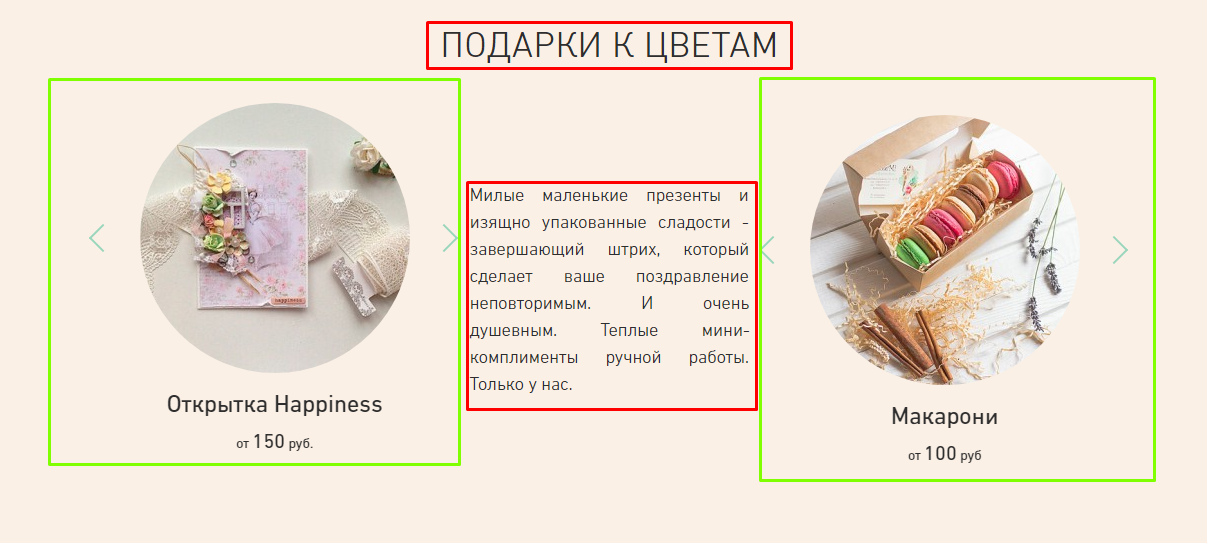 ПОДАРКИ К ЦВЕТАМ
Милые маленькие презенты и
изящно упакованные сладости -
завершающий штрих, который
сделает ваше поздравление
неповторимым. И очень
душевным. Теплые мини-
комплименты ручной работы.
Только у нас.
Открытка Happiness
от 150 руб.
Макарони
от 100 руб